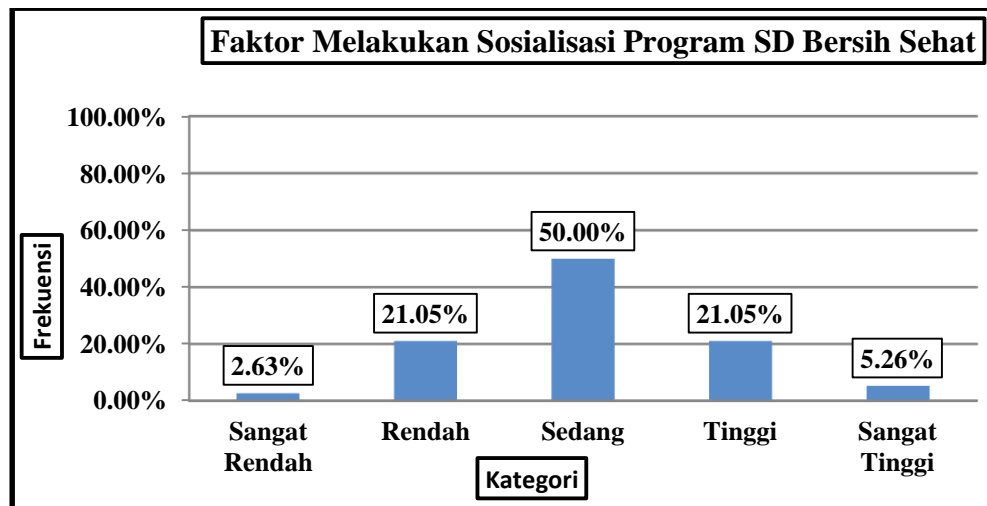 Faktor Melakukan Sosialisasi Program SD Bersih Sehat
100.00%
80.00%
60.00%
40.00%
20.00%
0.00%
Frekuensi
2.63%
21.05%
50.00%
21.05%
5.26%
Sangat Rendah
Rendah
Sedang
Tinggi
Sangat Tinggi
Kategori